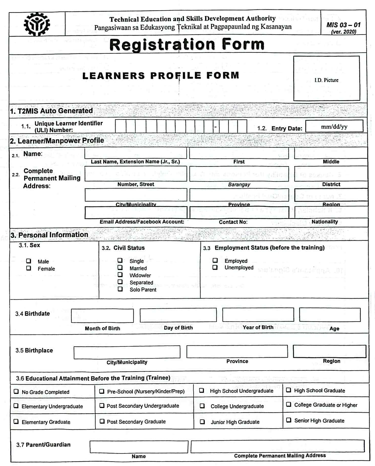 Technical Education and Skills Development Authority
Pangasiwaan sa Edukasyong Teknikal at Pagpapaunlad ng Kasanayan
MIS 03 – 01
(ver. 2020)
Registration Form
LEARNERS PROFILE FORM
I.D. Picture
1. T2MIS Auto Generated
1.1. Unique Learner Identifier (ULI) Number:
-
1.2. Entry Date:
mm/dd/yy
2. Learner/Manpower Profile
2.1. Name:
Last Name, Extension Name (Jr., Sr.) First Middle
2.2. Complete Permanent Mailing Address:
Number, Street Barangay District
City/Municipality Province Region
Email Address/Facebook Account: Contact No: Nationality
3. Personal Information
3.1. Sex
Male
Female
3.2. Civil Status
Single
Married
Widow/er
Separated
Solo Parent
3.3 Employment Status (before the training)
Employed
Unemployed
3.4 Birthdate
Month of Birth Day of Birth Year of Birth Age
3.5 Birthplace
City/Municipality Province Region
3.6 Educational Attainment Before the Training (Trainee)
No Grade Completed Pre-School (Nursery/Kinder/Prep) High School Undergraduate High School Graduate
Elementary Undergraduate Post Secondary Undergraduate College Undergraduate College Graduate or Higher
Elementary Graduate Post Secondary Graduate Junior High Graduate Senior High Graduate
3.7 Parent/Guardian
Name Complete Permanent Mailing Address